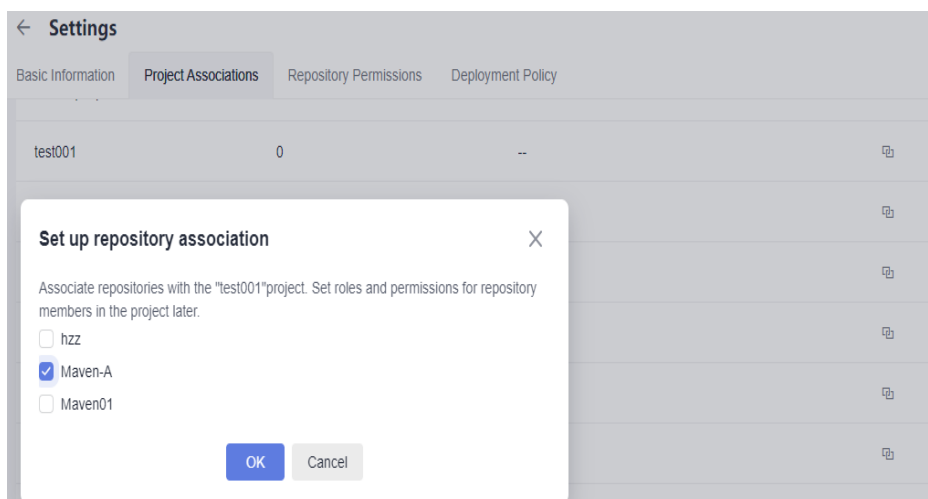 ← Settings
Basic Information Project Associations Repository Permissions Deployment Policy
test001 0 --
Set up repository association
Associate repositories with the "test001"project. Set roles and permissions for repository
members in the project later.
hzz
Maven-A
Maven01
OK Cancel